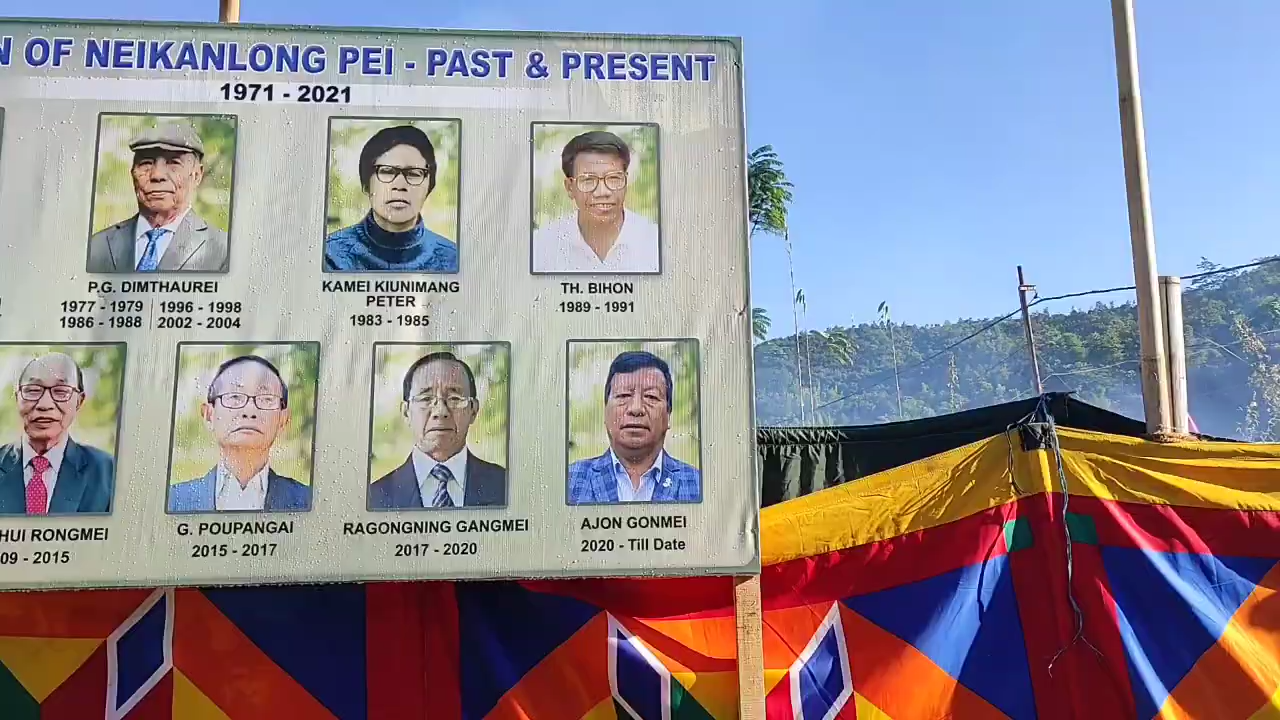 N OF NEIKANLONG PEI - PAST & PRESENT
1971 - 2021
P.G. DIMTHAUREI
1977 - 1979 | 1996 - 1998
1986 - 1988 | 2002 - 2004
KAMEI KIUNIMANG
PETER
1983 - 1985
TH. BIHON
1989 - 1991
HUI RONGMEI
09 - 2015
G. POUPANGAI
2015 - 2017
RAGONGNING GANGMEI
2017 - 2020
AJON GONMEI
2020 - Till Date